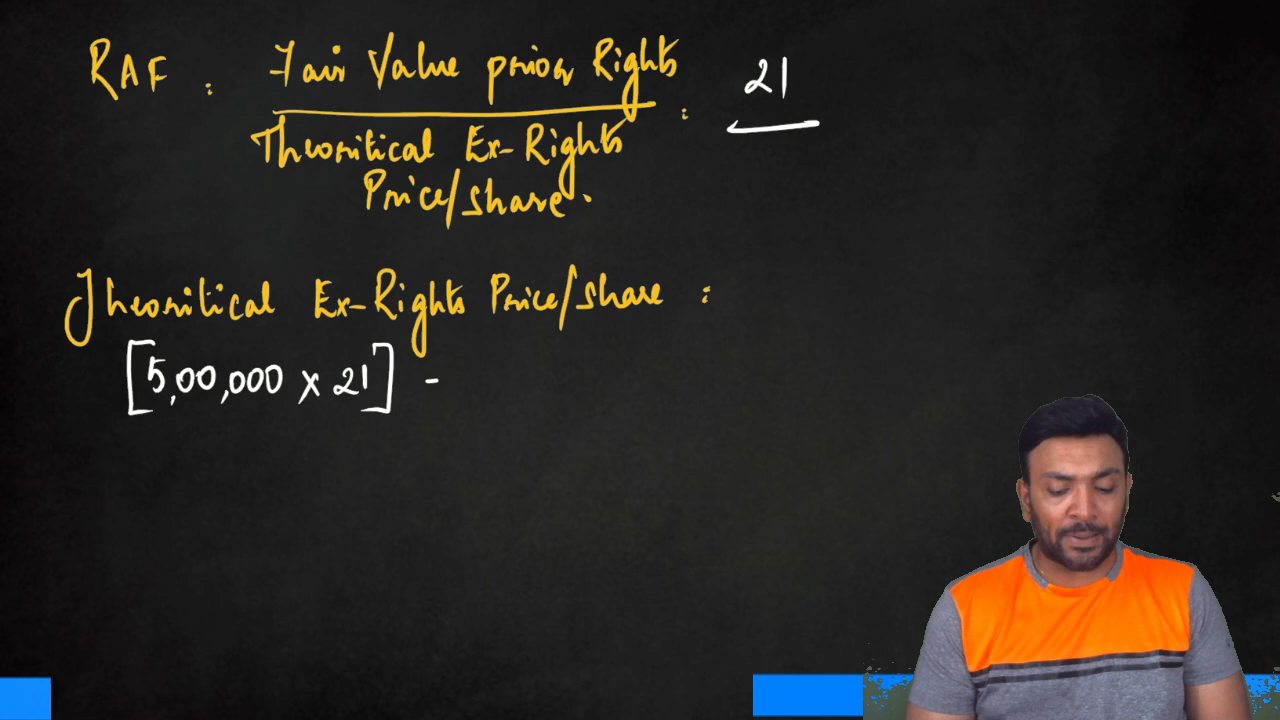 RAF : Fair Value prior Rights : 21
Theoritical Ex-Rights
Price/share.
Theoritical Ex-Rights Price/share :
[5,00,000 x 21] -